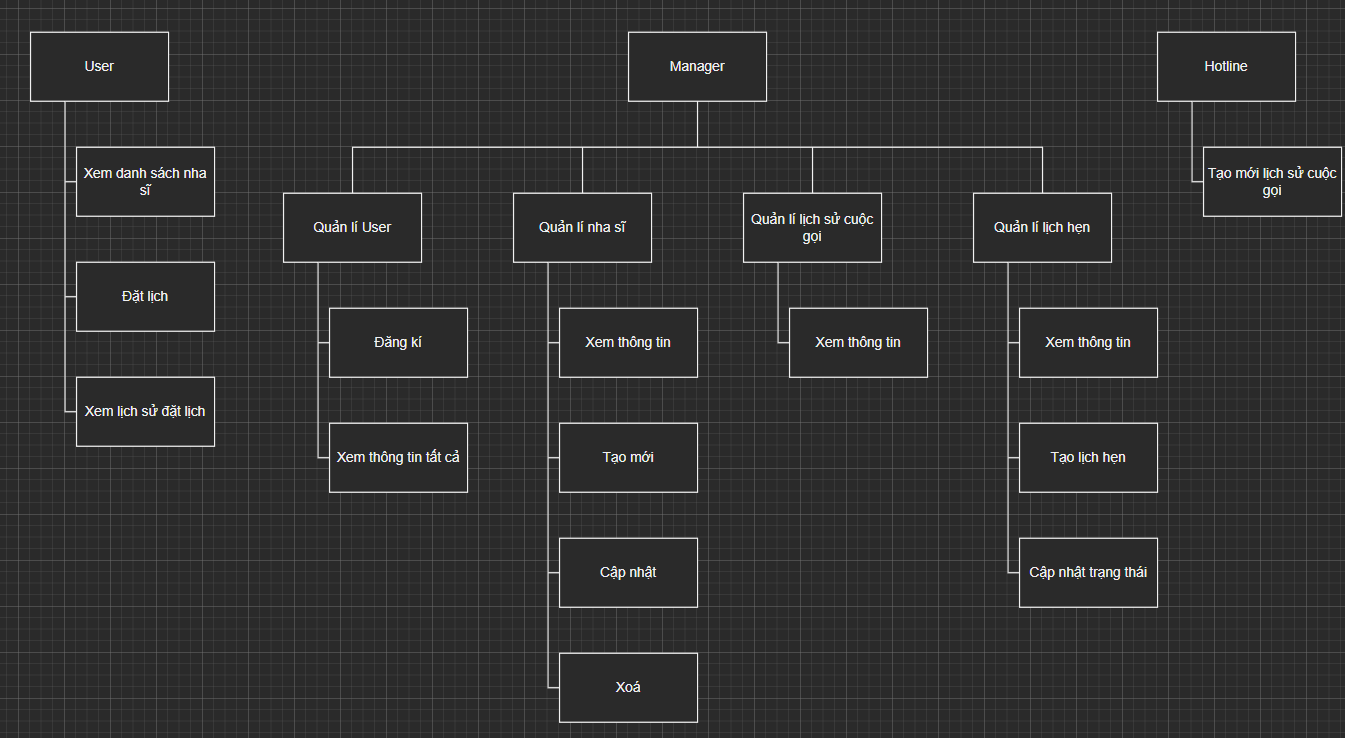 User
Manager
Hotline
Xem danh sách nha
sĩ
Tạo mới lịch sử cuộc
gọi
Quản lí User
Quản lí nha sĩ
Quản lí lịch sử cuộc
gọi
Quản lí lịch hẹn
Đặt lịch
Đăng kí
Xem thông tin
Xem thông tin
Xem thông tin
Xem lịch sử đặt lịch
Xem thông tin tất cả
Tạo mới
Tạo lịch hẹn
Cập nhật
Cập nhật trạng thái
Xoá